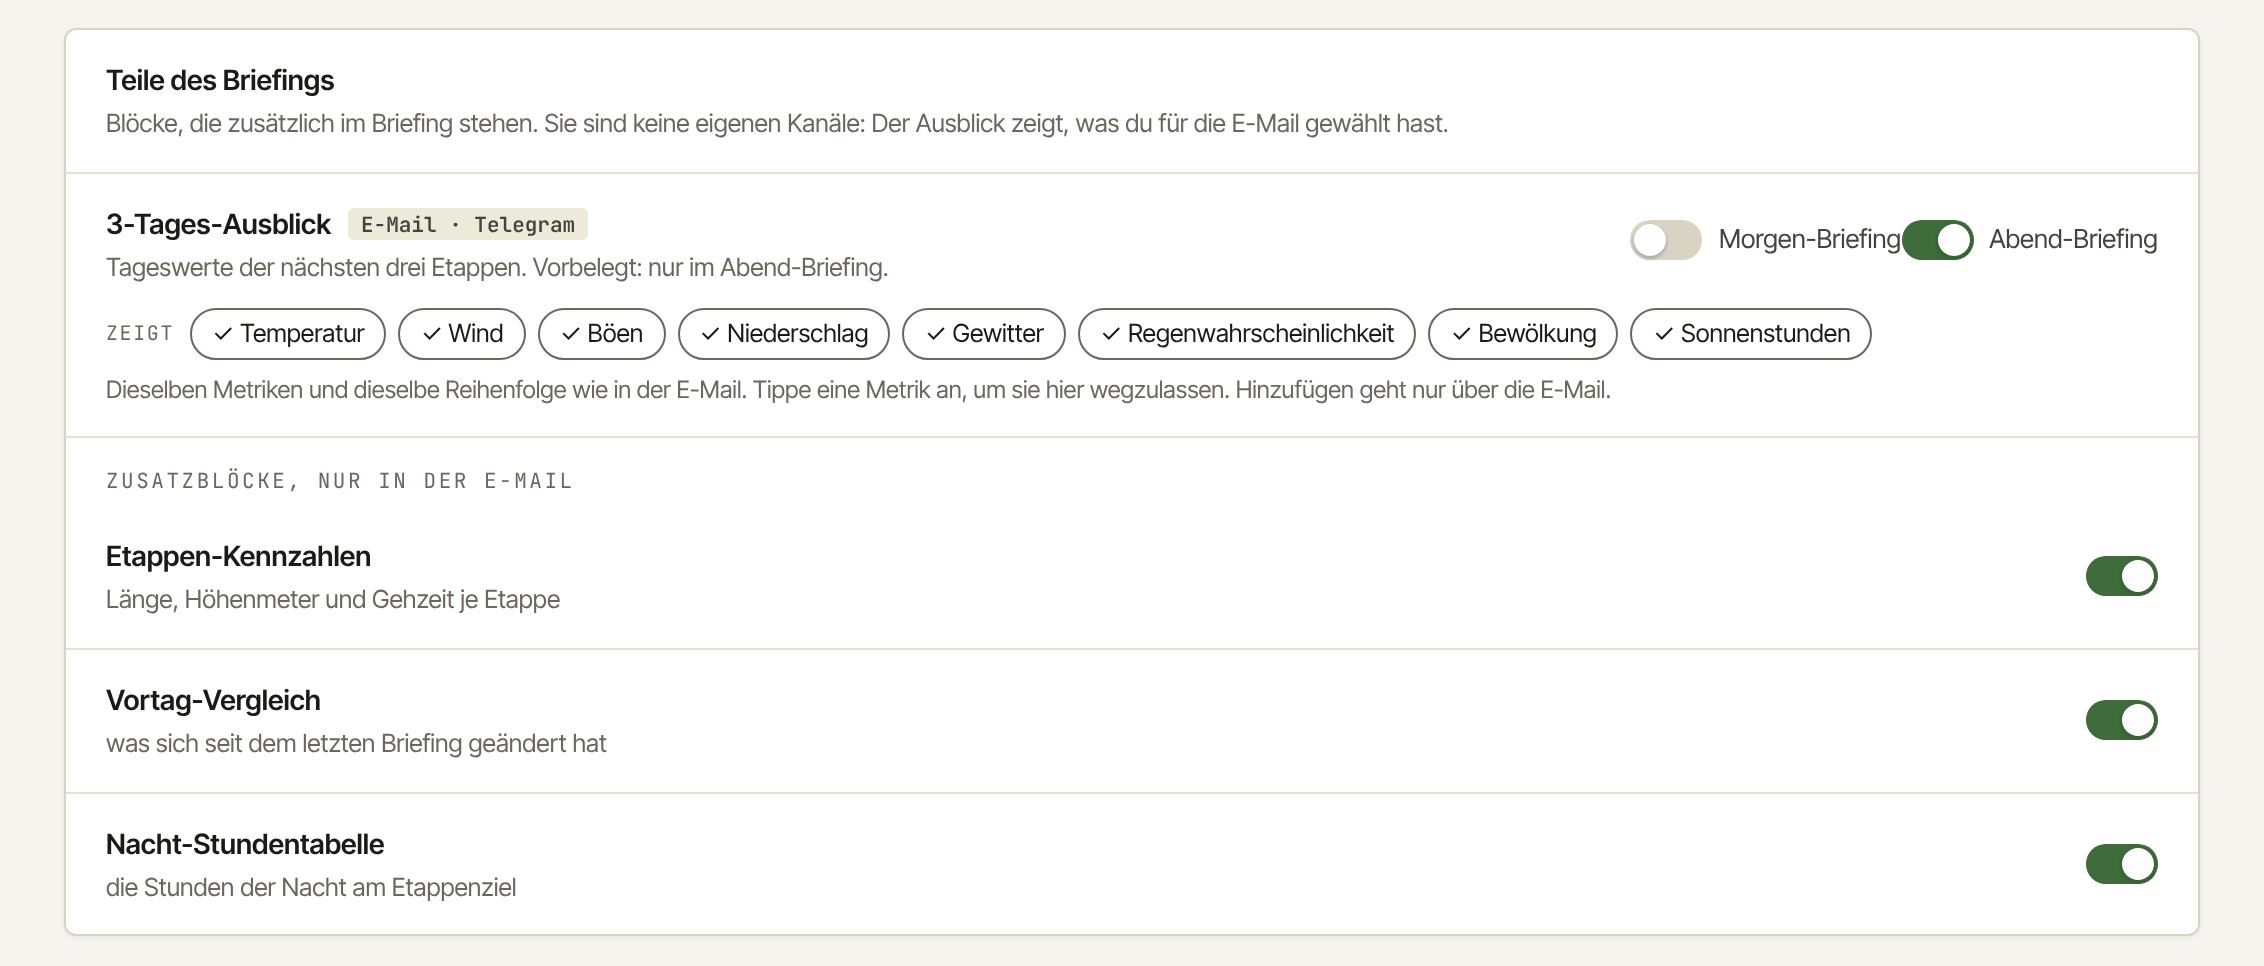 Teile des Briefings
Blöcke, die zusätzlich im Briefing stehen. Sie sind keine eigenen Kanäle: Der Ausblick zeigt, was du für die E-Mail gewählt hast.
3-Tages-Ausblick E-Mail · Telegram
Morgen-Briefing Abend-Briefing
Tageswerte der nächsten drei Etappen. Vorbelegt: nur im Abend-Briefing.
ZEIGT ✓ Temperatur ✓ Wind ✓ Böen ✓ Niederschlag ✓ Gewitter ✓ Regenwahrscheinlichkeit ✓ Bewölkung ✓ Sonnenstunden
Dieselben Metriken und dieselbe Reihenfolge wie in der E-Mail. Tippe eine Metrik an, um sie hier wegzulassen. Hinzufügen geht nur über die E-Mail.
ZUSATZBLÖCKE, NUR IN DER E-MAIL
Etappen-Kennzahlen
Länge, Höhenmeter und Gehzeit je Etappe
Vortag-Vergleich
was sich seit dem letzten Briefing geändert hat
Nacht-Stundentabelle
die Stunden der Nacht am Etappenziel